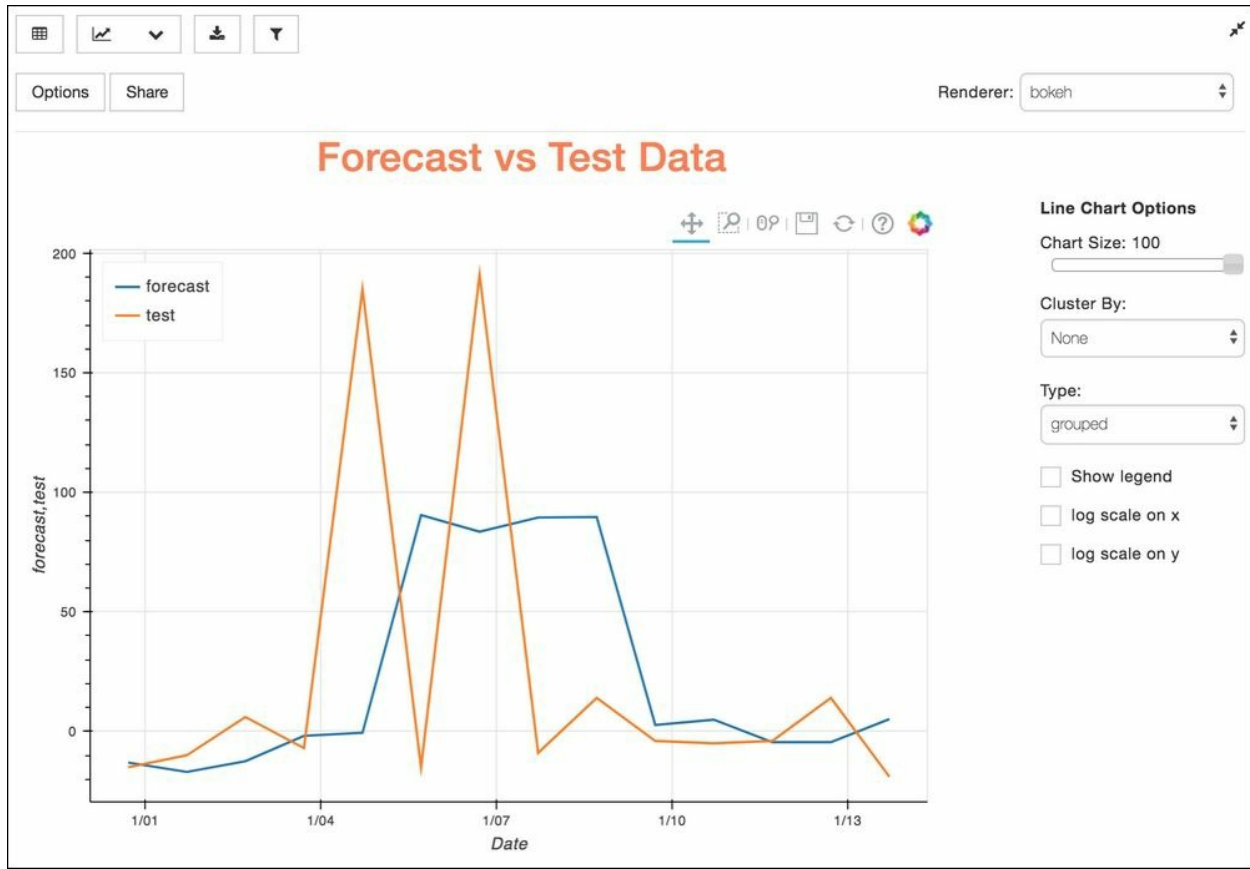 Options Share Renderer: bokeh
Forecast vs Test Data
Line Chart Options
Chart Size: 100
Cluster By:
None
Type:
grouped
Show legend
log scale on x
log scale on y
forecast
test
200
150
100
50
0
forecast,test
1/01 1/04 1/07 1/10 1/13
Date